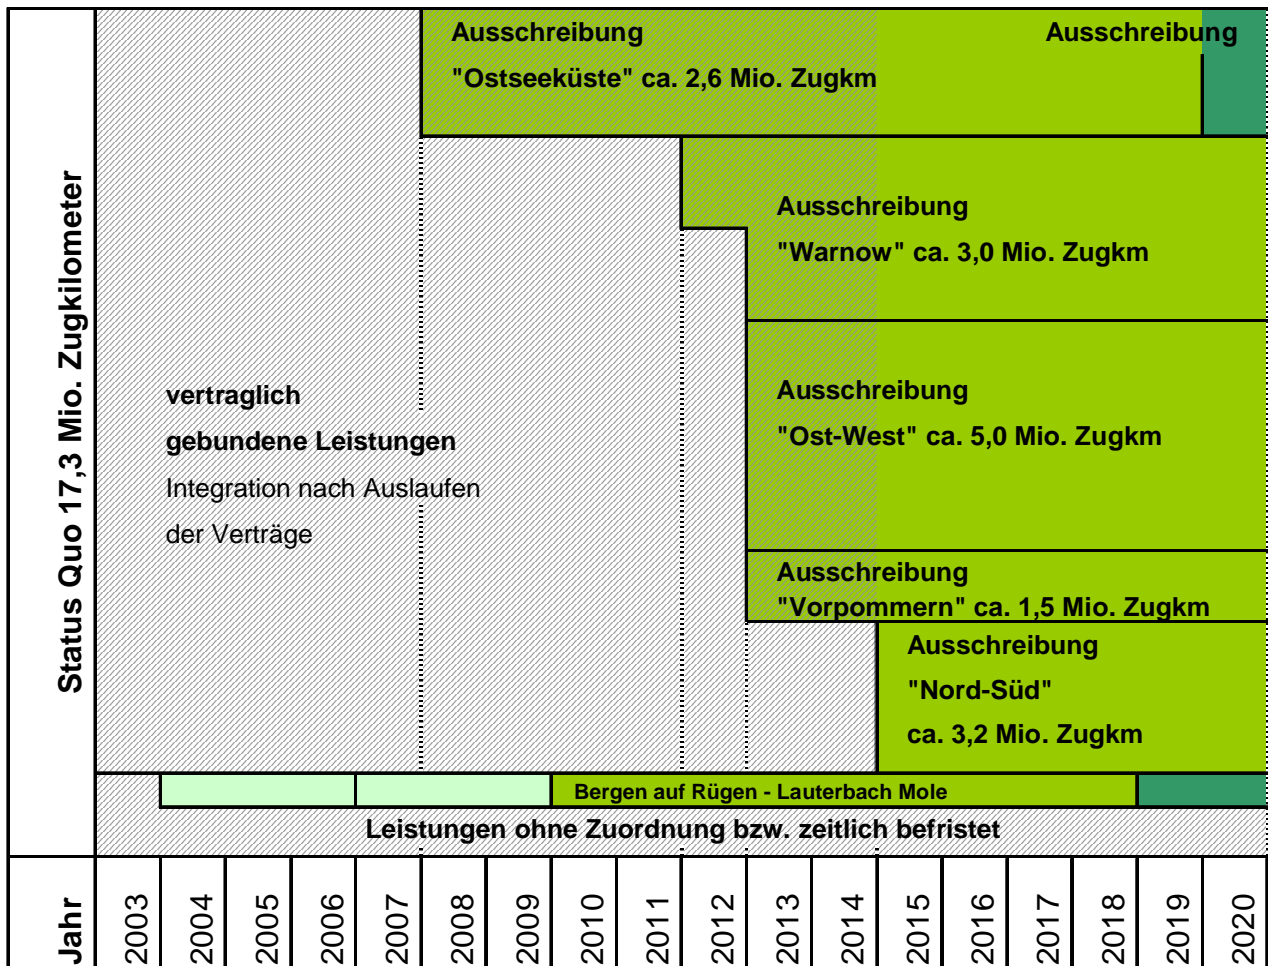 Status Quo 17,3 Mio. Zugkilometer
Ausschreibung
"Ostseeküste" ca. 2,6 Mio. Zugkm
Ausschreibung
Ausschreibung
"Warnow" ca. 3,0 Mio. Zugkm
vertraglich
gebundene Leistungen
Integration nach Auslaufen
der Verträge
Ausschreibung
"Ost-West" ca. 5,0 Mio. Zugkm
Ausschreibung
"Vorpommern" ca. 1,5 Mio. Zugkm
Ausschreibung
"Nord-Süd"
ca. 3,2 Mio. Zugkm
Bergen auf Rügen - Lauterbach Mole
Leistungen ohne Zuordnung bzw. zeitlich befristet
Jahr
2003
2004
2005
2006
2007
2008
2009
2010
2011
2012
2013
2014
2015
2016
2017
2018
2019
2020